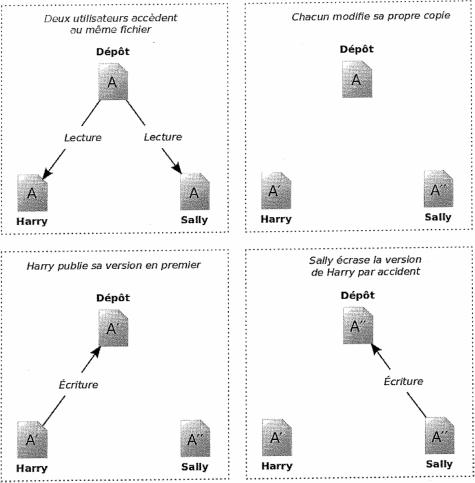 Deux utilisateurs accèdent
au même fichier
Dépôt
A
Lecture
Lecture
A
A
Harry
Sally
Chacun modifie sa propre copie
Dépôt
A
A'
A''
Harry
Sally
Harry publie sa version en premier
Dépôt
A'
Écriture
A'
A''
Harry
Sally
Sally écrase la version
de Harry par accident
Dépôt
A''
Écriture
A'
A''
Harry
Sally